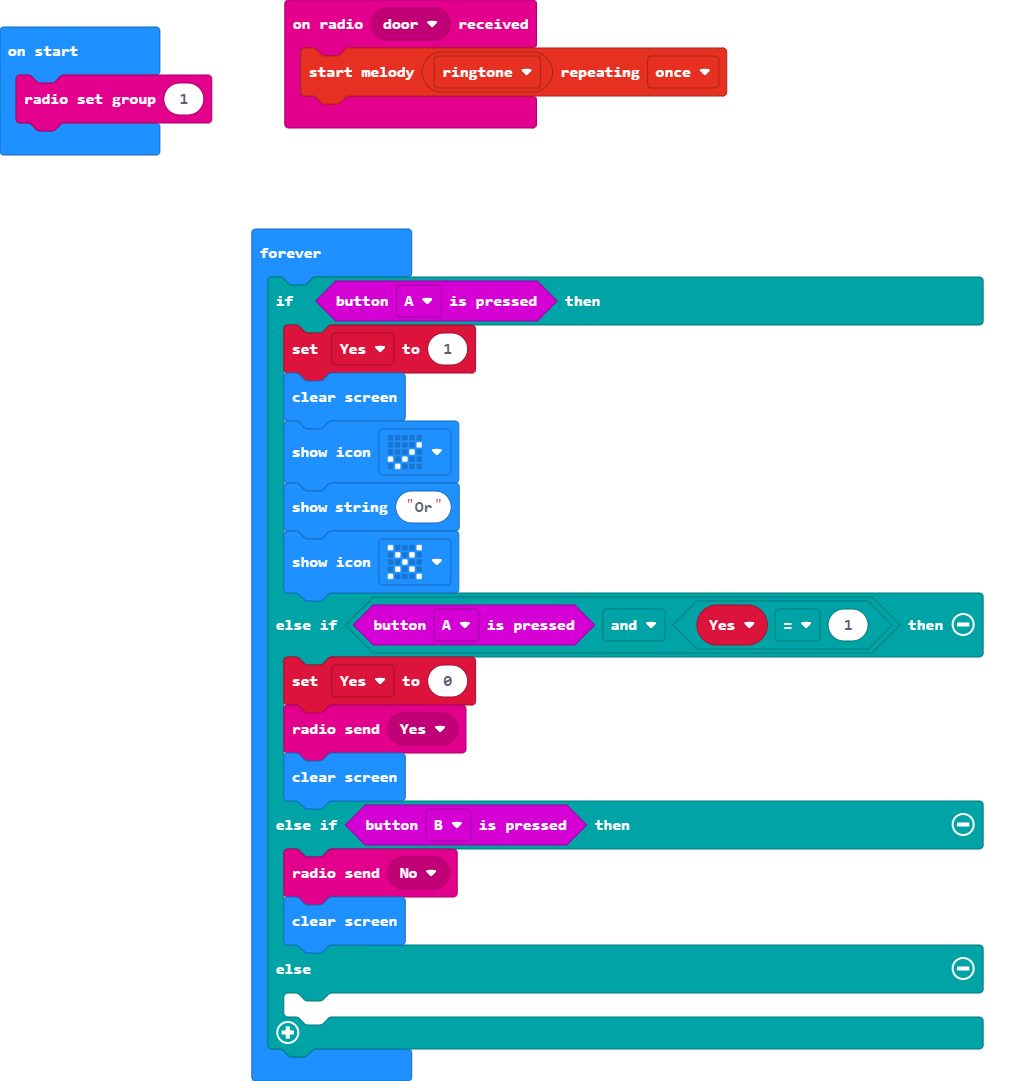 on start
radio set group 1
on radio door received
start melody ringtone repeating once
forever
if button A is pressed then
set Yes to 1
clear screen
show icon
show string "Or"
show icon
else if button A is pressed and Yes = 1 then
set Yes to 0
radio send Yes
clear screen
else if button B is pressed then
radio send No
clear screen
else